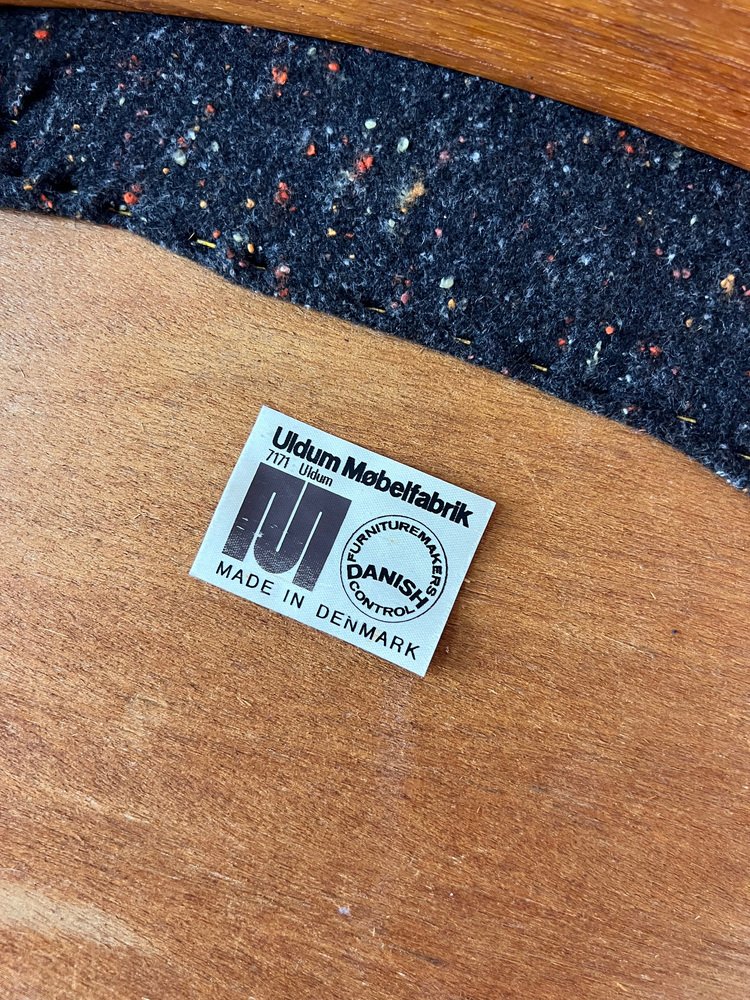 Uldum Møbelfabrik
7171 Uldum
FURNITUREMAKERS
DANISH
CONTROL
MADE IN DENMARK